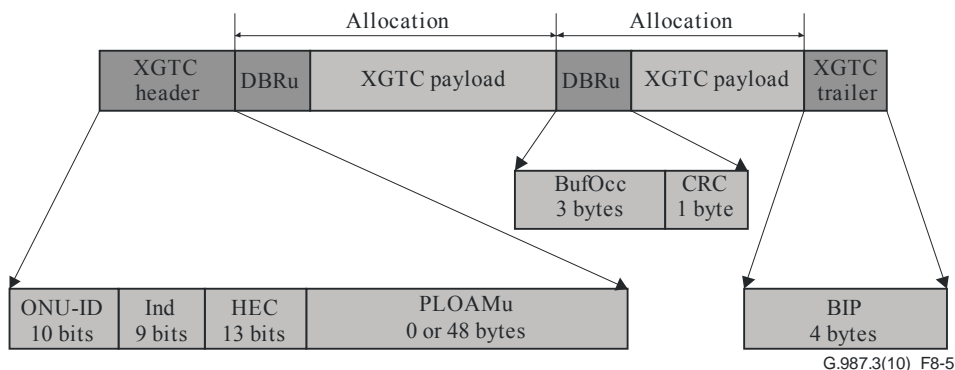 Allocation Allocation
XGTC header DBRu XGTC payload DBRu XGTC payload XGTC trailer
BufOcc CRC
3 bytes 1 byte
ONU-ID Ind HEC PLOAMu BIP
10 bits 9 bits 13 bits 0 or 48 bytes 4 bytes
G.987.3(10)_F8-5